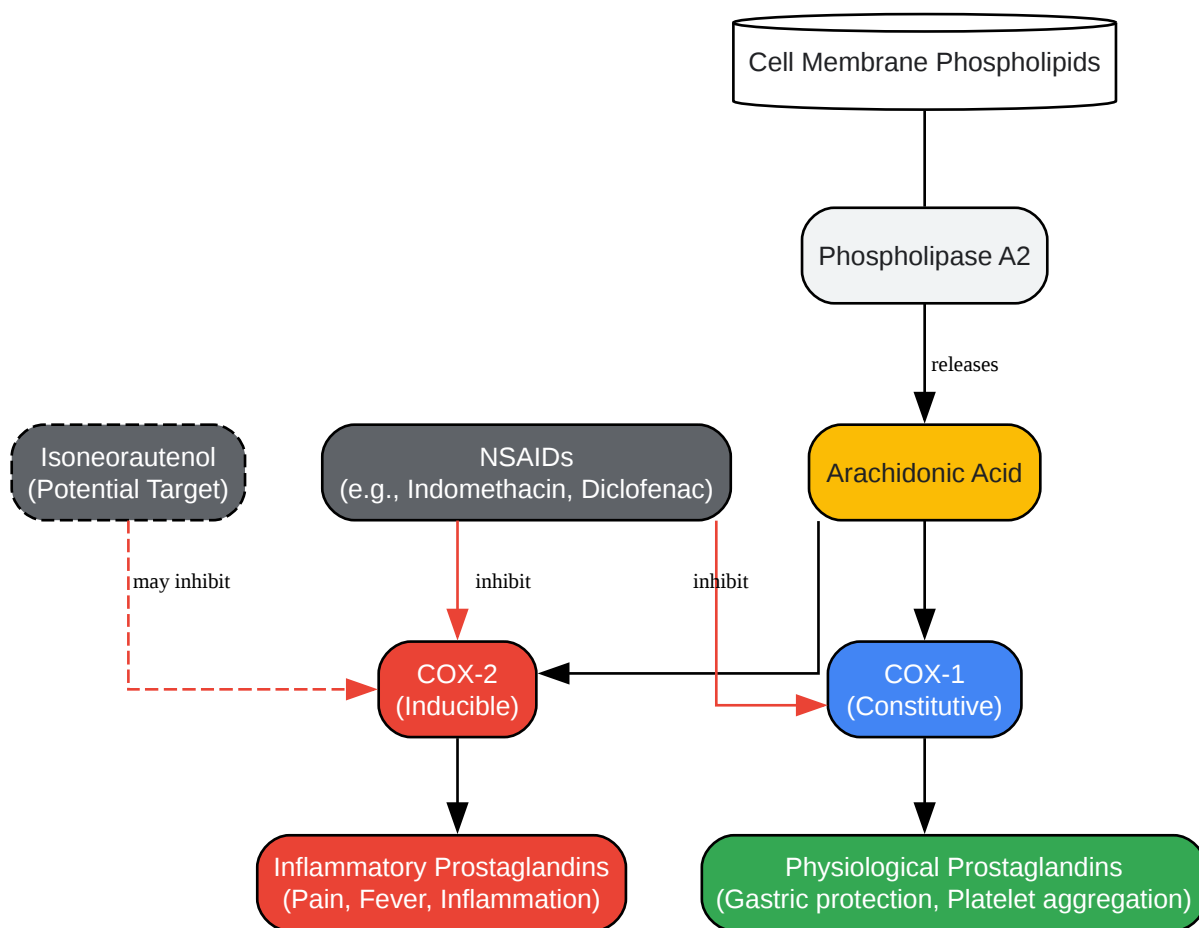 Cell Membrane Phospholipids
Phospholipase A2
releases
Isoneorautenol
(Potential Target)
NSAIDs
(e.g., Indomethacin, Diclofenac)
Arachidonic Acid
may inhibit
inhibit
inhibit
COX-2
(Inducible)
COX-1
(Constitutive)
Inflammatory Prostaglandins
(Pain, Fever, Inflammation)
Physiological Prostaglandins
(Gastric protection, Platelet aggregation)